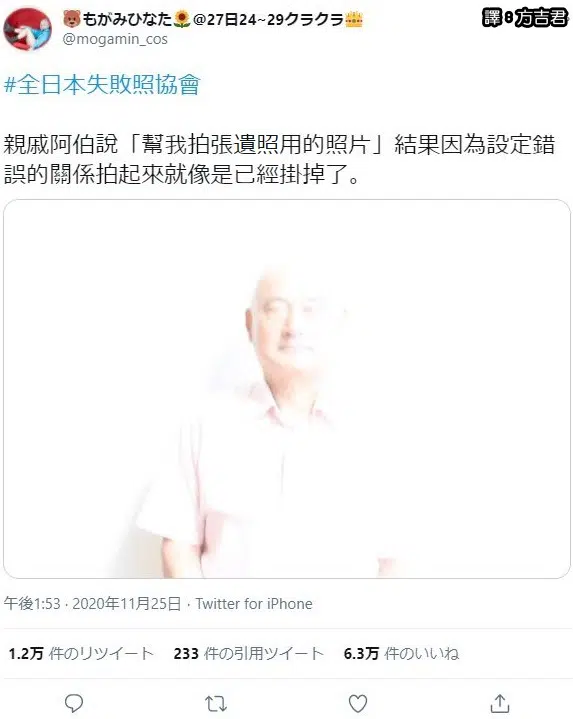 🐻もがみひなた🌻@27日24~29クラクラ👑
譯:方吉君
@mogamin_cos
#全日本失敗照協會
親戚阿伯說「幫我拍張遺照用的照片」結果因為設定錯
誤的關係拍起來就像是已經掛掉了。
午後1:53 · 2020年11月25日 · Twitter for iPhone
1.2万 件のリツイート 233 件の引用ツイート 6.3万 件のいいね